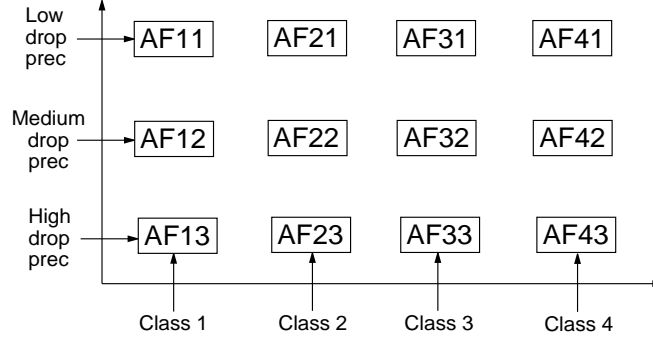 Low
drop
prec
AF11 AF21 AF31 AF41
Medium
drop
prec
AF12 AF22 AF32 AF42
High
drop
prec
AF13 AF23 AF33 AF43
Class 1 Class 2 Class 3 Class 4